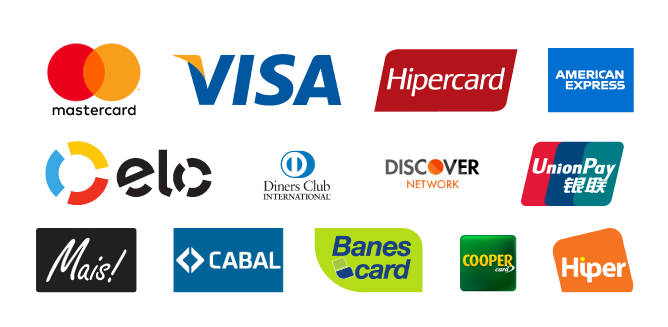 mastercard
VISA
Hipercard
AMERICAN
EXPRESS
elo
Diners Club
INTERNATIONAL
DISCOVER
NETWORK
UnionPay
银联
Mais!
CABAL
Banes
card
COOPER
card
Hiper